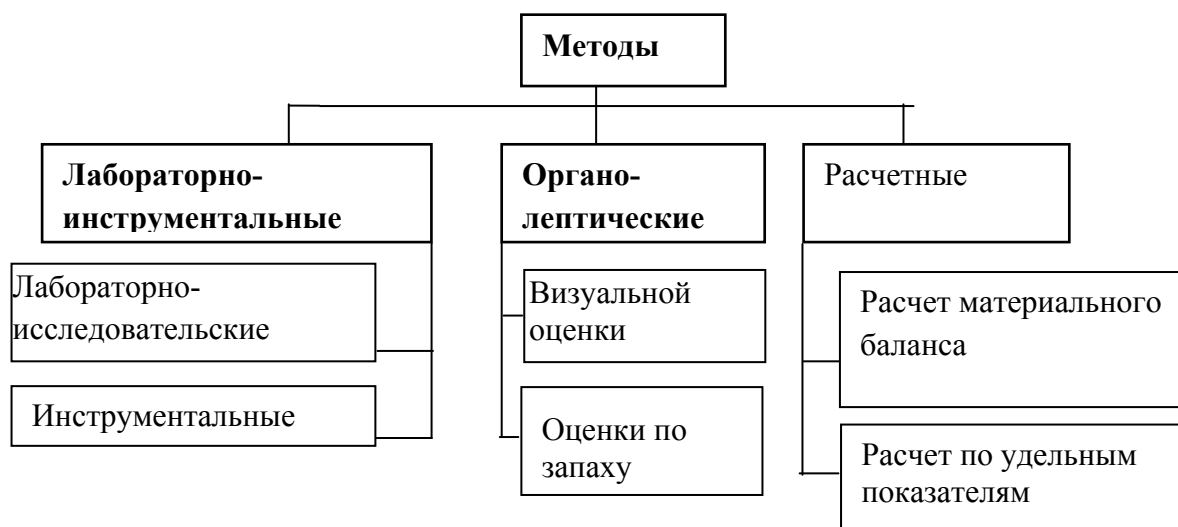 Методы
Лабораторно-
инструментальные
Органо-
лептические
Расчетные
Лабораторно-
исследовательские
Инструментальные
Визуальной
оценки
Оценки по
запаху
Расчет материального
баланса
Расчет по удельным
показателям